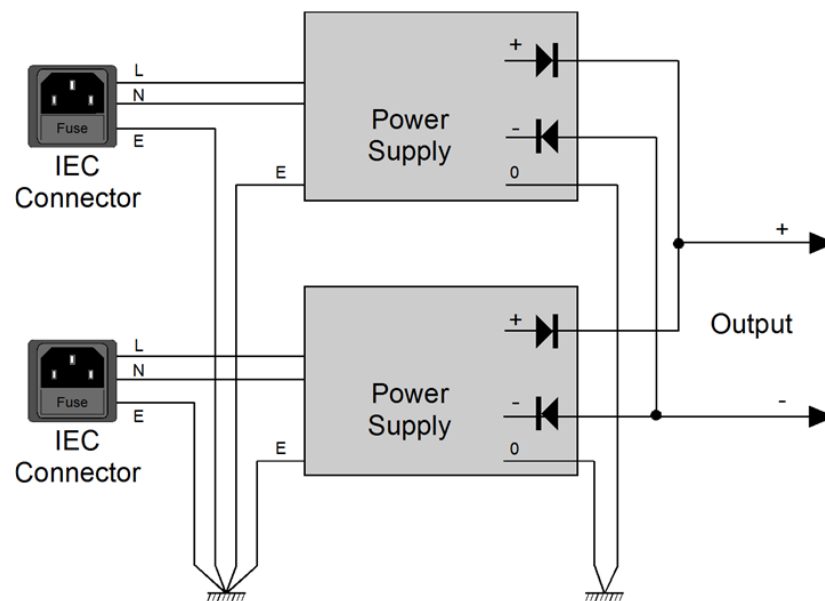 L
N
Fuse
E
IEC
Connector
E
Power
Supply
+
-
0
+
Output
-
L
N
Fuse
E
IEC
Connector
E
Power
Supply
+
-
0